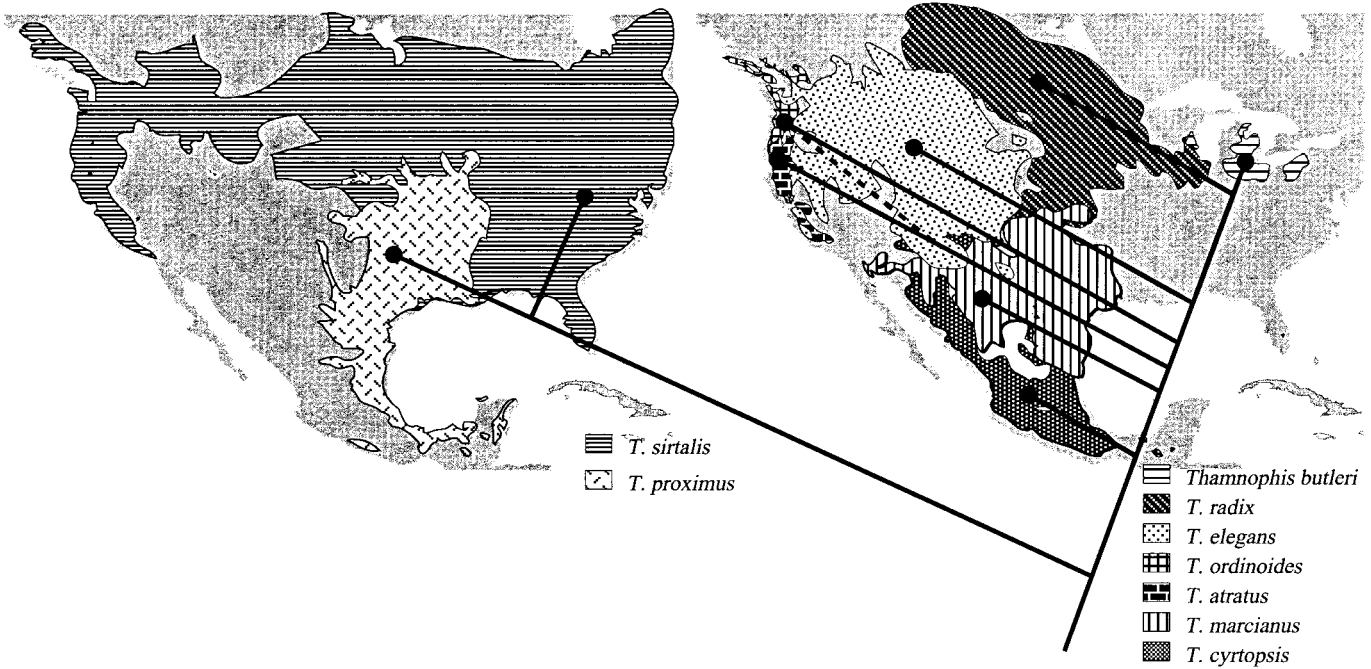 T. sirtalis
T. proximus
Thamnophis butleri
T. radix
T. elegans
T. ordinoides
T. atratus
T. marcianus
T. cyrtopsis